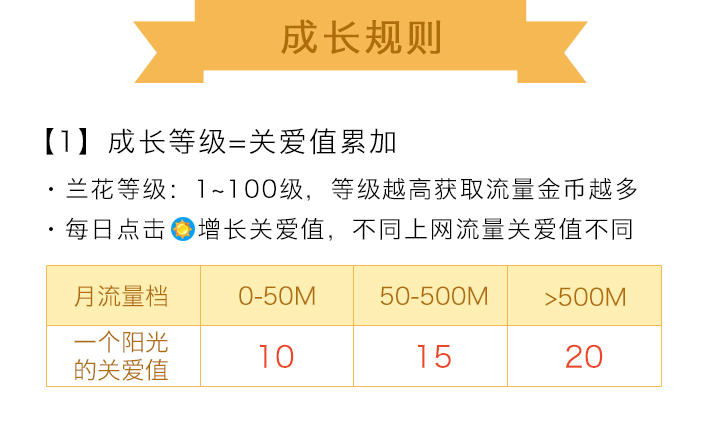 成长规则
【1】成长等级=关爱值累加
·兰花等级：1~100级，等级越高获取流量金币越多
·每日点击增长关爱值，不同上网流量关爱值不同
月流量档 0-50M 50-500M >500M
一个阳光
的关爱值 10 15 20